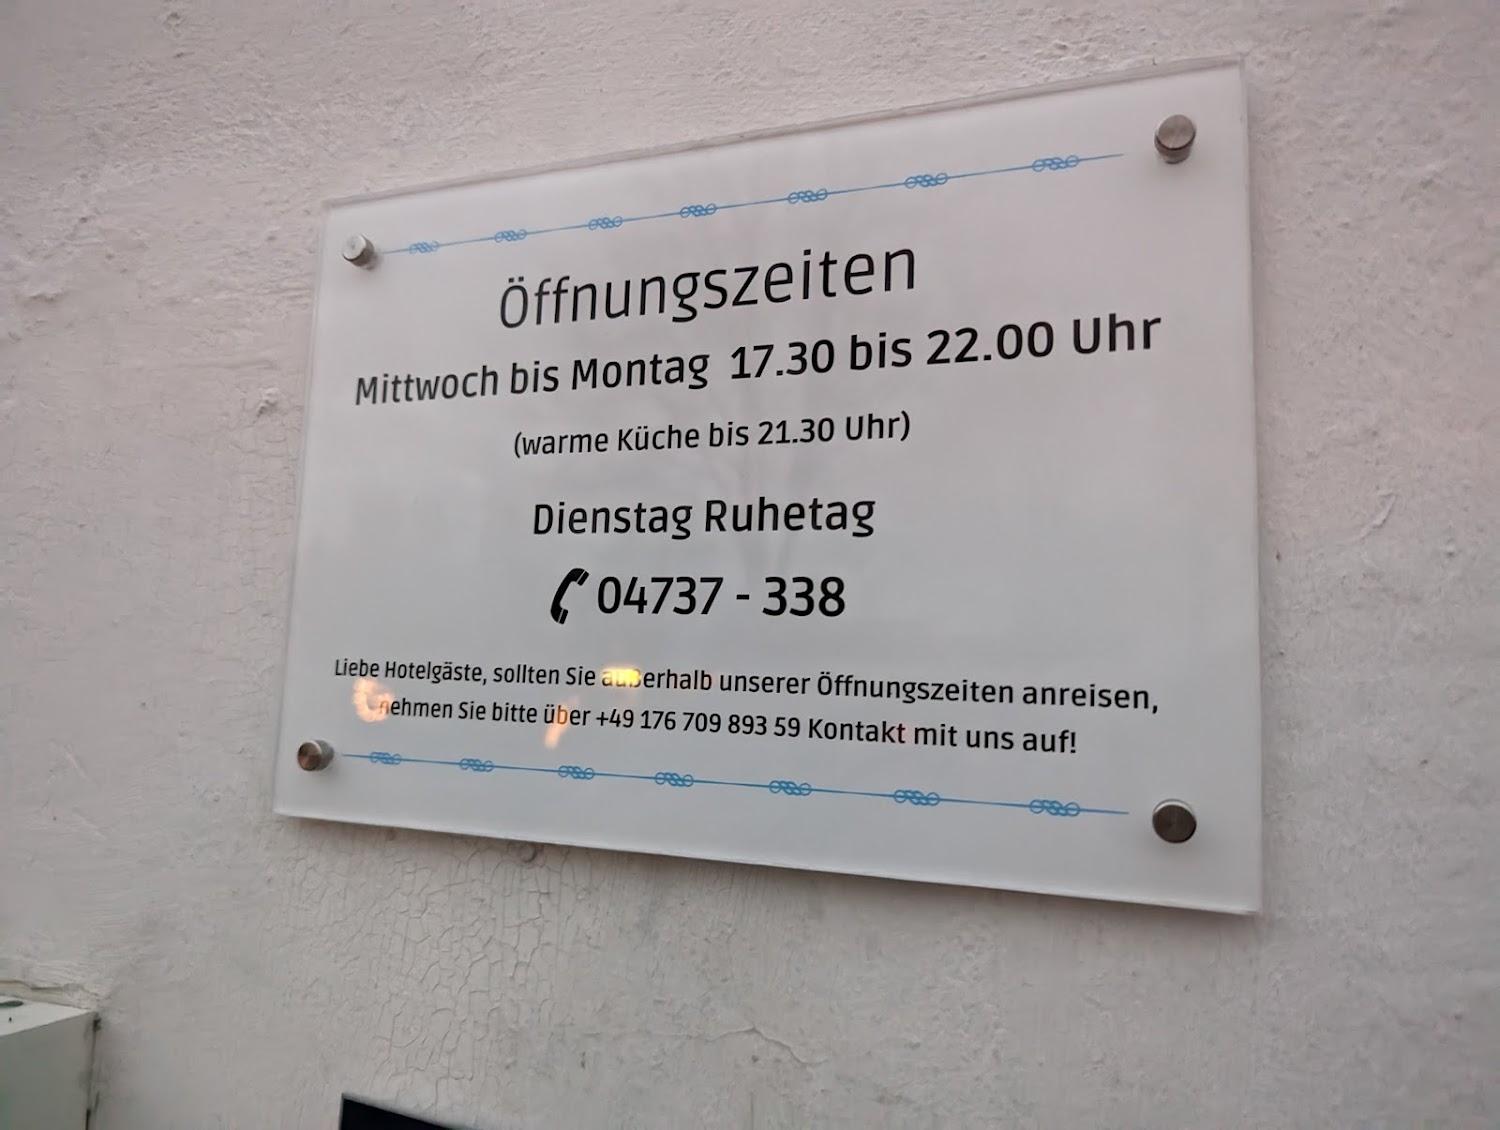 Öffnungszeiten
Mittwoch bis Montag 17.30 bis 22.00 Uhr
(warme Küche bis 21.30 Uhr)
Dienstag Ruhetag
04737 - 338
Liebe Hotelgäste, sollten Sie außerhalb unserer Öffnungszeiten anreisen,
nehmen Sie bitte über +49 176 709 893 59 Kontakt mit uns auf!